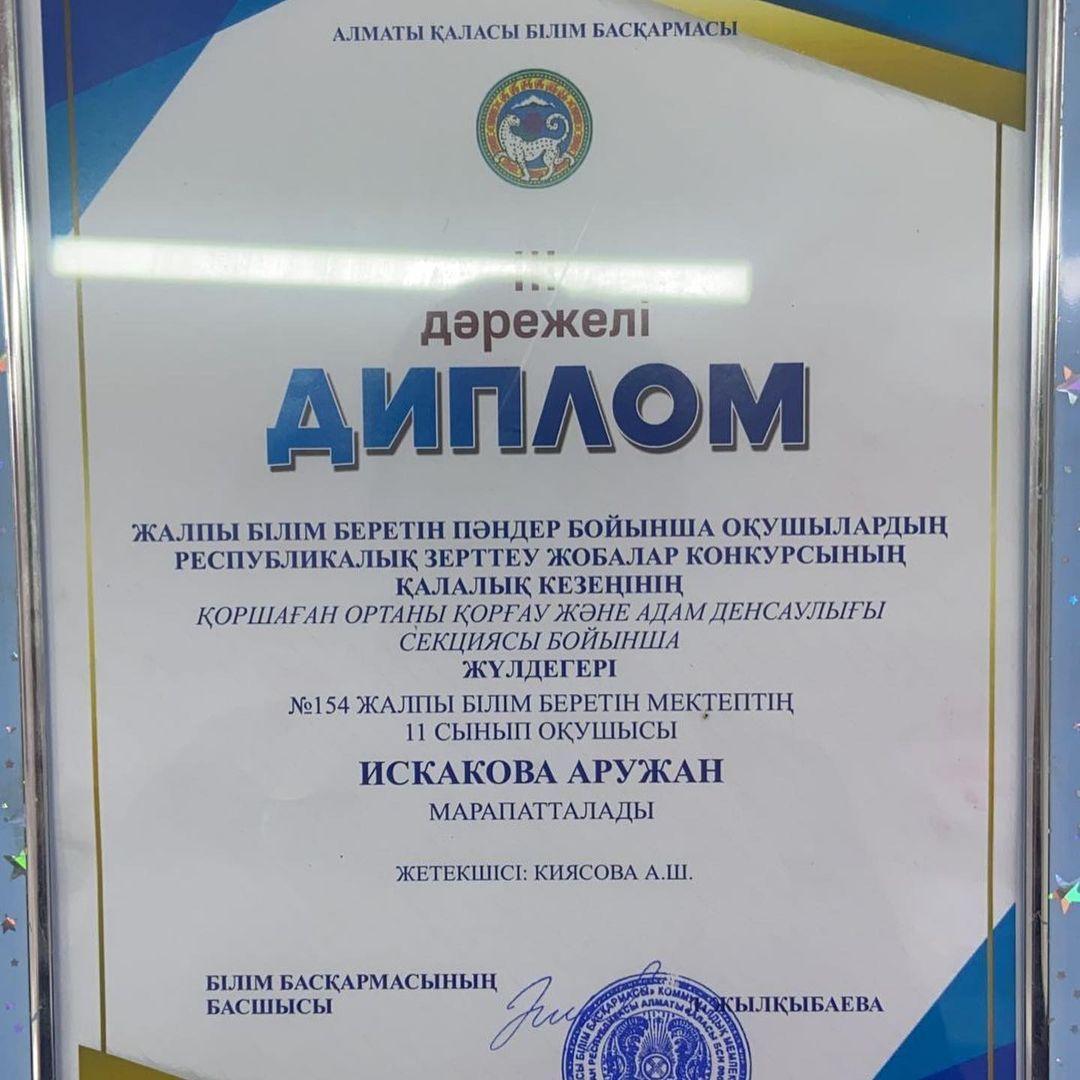 АЛМАТЫ ҚАЛАСЫ БІЛІМ БАСҚАРМАСЫ
III
дәрежелі
ДИПЛОМ
ЖАЛПЫ БІЛІМ БЕРЕТІН ПӘНДЕР БОЙЫНША ОҚУШЫЛАРДЫҢ
РЕСПУБЛИКАЛЫҚ ЗЕРТТЕУ ЖОБАЛАР КОНКУРСЫНЫҢ
ҚАЛАЛЫҚ КЕЗЕҢІНІҢ
ҚОРШАҒАН ОРТАНЫ ҚОРҒАУ ЖӘНЕ АДАМ ДЕНСАУЛЫҒЫ
СЕКЦИЯСЫ БОЙЫНША
ЖҮЛДЕГЕРІ
№154 ЖАЛПЫ БІЛІМ БЕРЕТІН МЕКТЕПТІҢ
11 СЫНЫП ОҚУШЫСЫ
ИСКАКОВА АРУЖАН
МАРАПАТТАЛАДЫ
ЖЕТЕКШІСІ: КИЯСОВА А.Ш.
БІЛІМ БАСҚАРМАСЫНЫҢ
БАСШЫСЫ
ЖЫЛҚЫБАЕВА